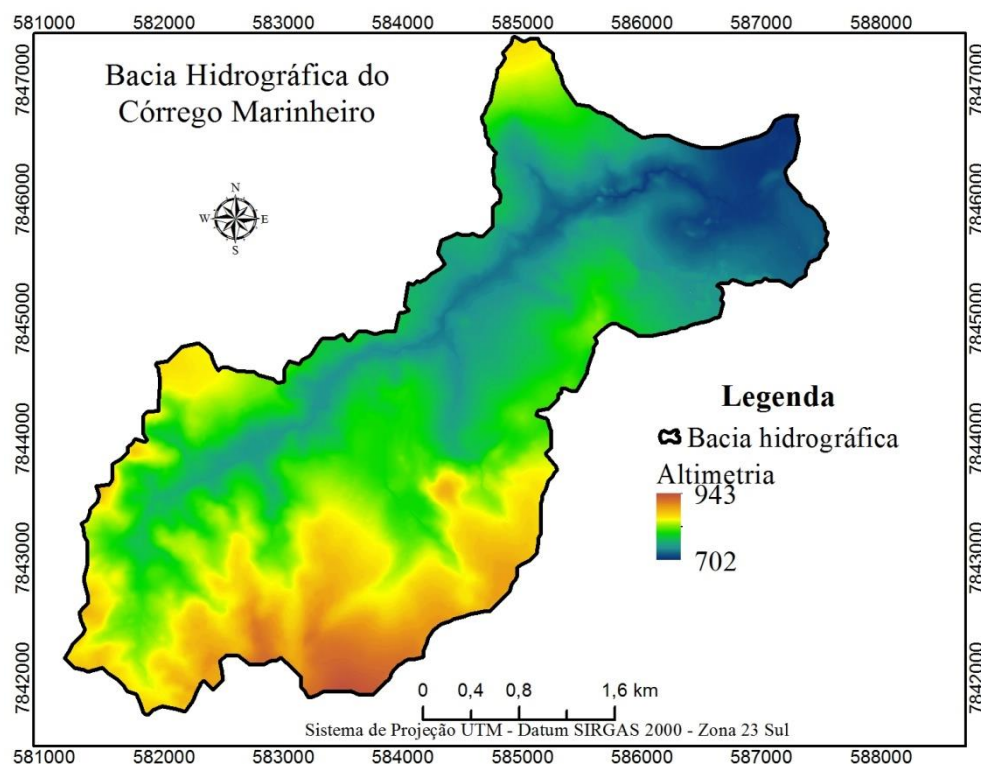 581000 582000 583000 584000 585000 586000 587000 588000
7847000 7846000 7845000 7844000 7843000 7842000
Bacia Hidrográfica do
Córrego Marinheiro
N
W E
S
Legenda
Bacia hidrográfica
Altimetria
943
702
0 0,4 0,8 1,6 km
Sistema de Projeção UTM - Datum SIRGAS 2000 - Zona 23 Sul
7847000 7846000 7845000 7844000 7843000 7842000
581000 582000 583000 584000 585000 586000 587000 588000